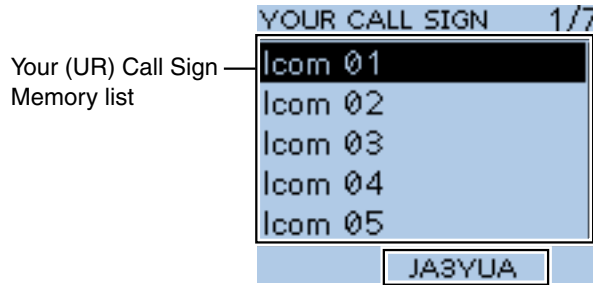 YOUR CALL SIGN 1/7
Your (UR) Call Sign
Memory list
Icom 01
Icom 02
Icom 03
Icom 04
Icom 05
JA3YUA